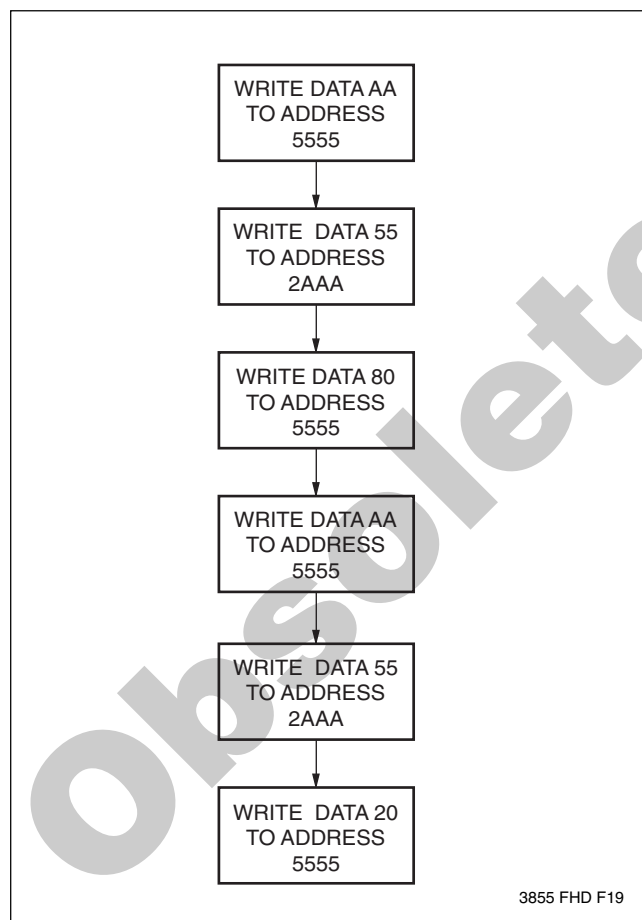 WRITE DATA AA
TO ADDRESS
5555
WRITE DATA 55
TO ADDRESS
2AAA
WRITE DATA 80
TO ADDRESS
5555
WRITE DATA AA
TO ADDRESS
5555
WRITE DATA 55
TO ADDRESS
2AAA
WRITE DATA 20
TO ADDRESS
5555
Obsolete
3855 FHD F19